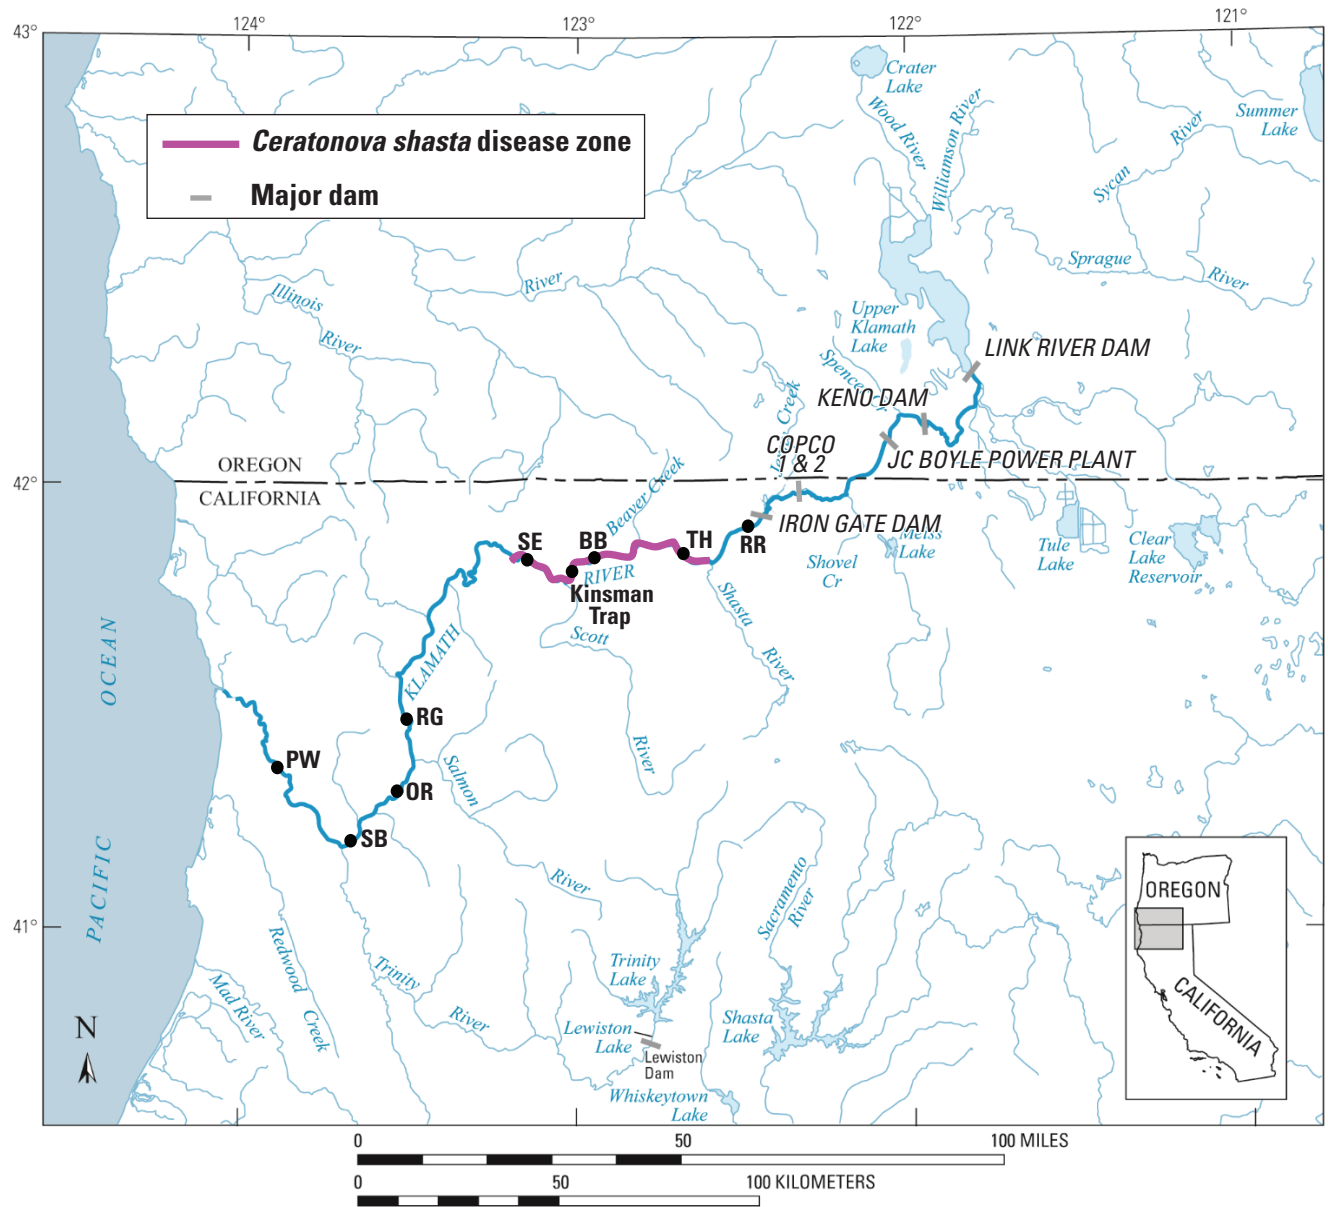 124°
123°
122°
121°
43°
Crater
Lake
Wood River
Williamson River
Summer
Lake
Sycan
River
Ceratonova shasta disease zone
Major dam
Sprague
River
Illinois
River
River
Upper
Klamath
Lake
LINK RIVER DAM
Spencer Cr
KENO DAM
Creek
COPCO
1 & 2
JC BOYLE POWER PLANT
OREGON
42°
CALIFORNIA
Beaver Creek
IRON GATE DAM
SE
BB
TH
RR
Meiss
Lake
Tule
Lake
Clear
Lake
Reservoir
Shovel
Cr
RIVER
Kinsman
Trap
Shasta
River
Scott
River
KLAMATH
PACIFIC OCEAN
RG
PW
OR
SB
Salmon
River
Sacramento
River
OREGON
CALIFORNIA
41°
Redwood Creek
Mad River
Trinity
River
Trinity
Lake
Lewiston
Lake
Lewiston
Dam
Shasta
Lake
Whiskeytown
Lake
N
0 50 100 MILES
0 50 100 KILOMETERS